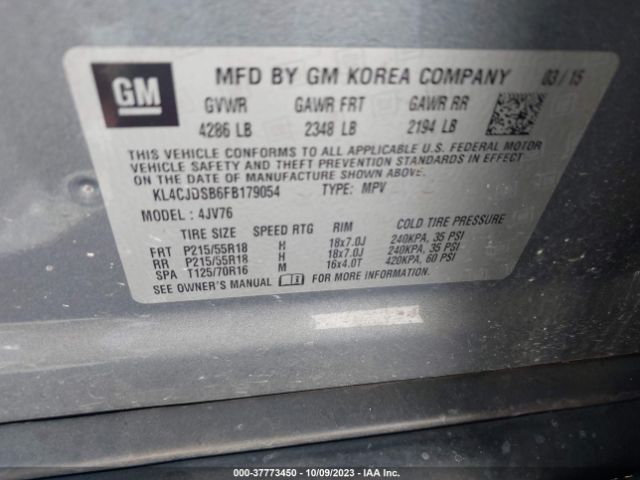 GM
MFD BY GM KOREA COMPANY 03/15
GVWR GAWR FRT GAWR RR
4286 LB 2348 LB 2194 LB
THIS VEHICLE CONFORMS TO ALL APPLICABLE U.S. FEDERAL MOTOR
VEHICLE SAFETY AND THEFT PREVENTION STANDARDS IN EFFECT
ON THE DATE OF MANUFACTURE SHOWN ABOVE.
KL4CJDSB6FB179054 TYPE: MPV
MODEL: 4JV76
TIRE SIZE SPEED RTG RIM COLD TIRE PRESSURE
FRT P215/55R18 H 18x7.0J 240KPA, 35 PSI
RR P215/55R18 H 18x7.0J 240KPA, 35 PSI
SPA T125/70R16 M 16x4.0T 420KPA, 60 PSI
SEE OWNER'S MANUAL FOR MORE INFORMATION
000-37773450 - 10/09/2023 - IAA Inc.